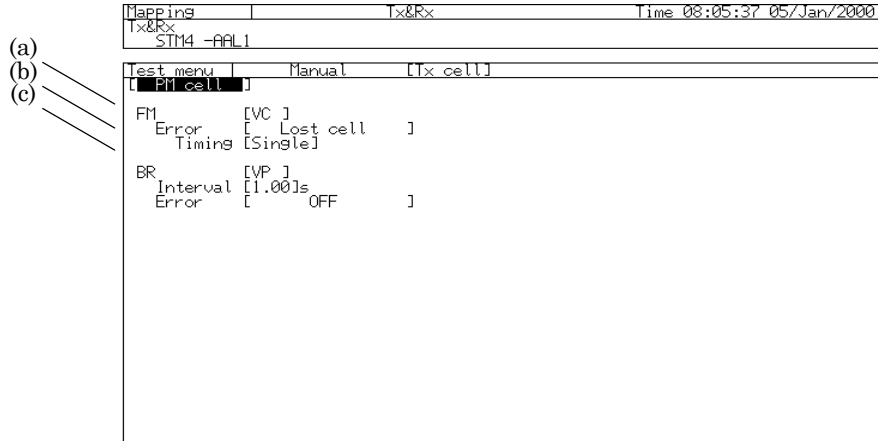 Mapping Tx&Rx Time 08:05:37 05/Jan/2000
Tx&Rx
STM4 -AAL1
(a)
(b)
(c)
Test menu Manual [Tx cell]
[ PM cell ]
FM [VC ]
Error [ Lost cell ]
Timing [Single]
BR [VP ]
Interval [1.00]s
Error [ OFF ]